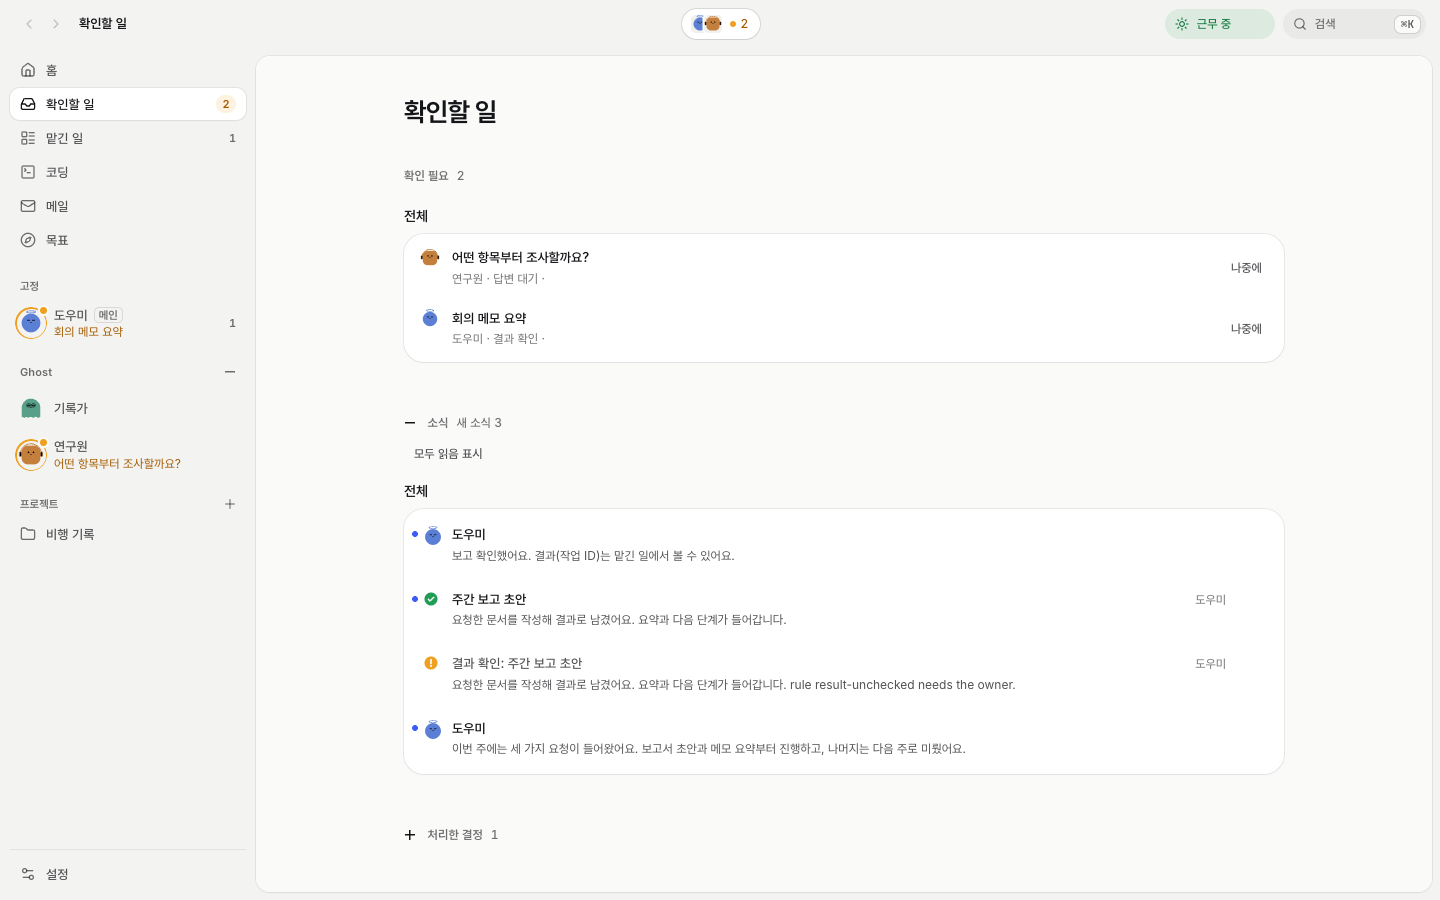 확인할 일
2
근무 중
검색
⌘K
홈
확인할 일
2
맡긴 일
1
코딩
메일
목표
고정
도우미
메인
회의 메모 요약
1
Ghost
기록가
연구원
어떤 항목부터 조사할까요?
프로젝트
비행 기록
설정
확인할 일
확인 필요 2
전체
어떤 항목부터 조사할까요?
연구원 · 답변 대기 ·
나중에
회의 메모 요약
도우미 · 결과 확인 ·
나중에
소식 새 소식 3
모두 읽음 표시
전체
도우미
보고 확인했어요. 결과(작업 ID)는 맡긴 일에서 볼 수 있어요.
주간 보고 초안
도우미
요청한 문서를 작성해 결과로 남겼어요. 요약과 다음 단계가 들어갑니다.
결과 확인: 주간 보고 초안
도우미
요청한 문서를 작성해 결과로 남겼어요. 요약과 다음 단계가 들어갑니다. rule result-unchecked needs the owner.
도우미
이번 주에는 세 가지 요청이 들어왔어요. 보고서 초안과 메모 요약부터 진행하고, 나머지는 다음 주로 미뤘어요.
처리한 결정 1